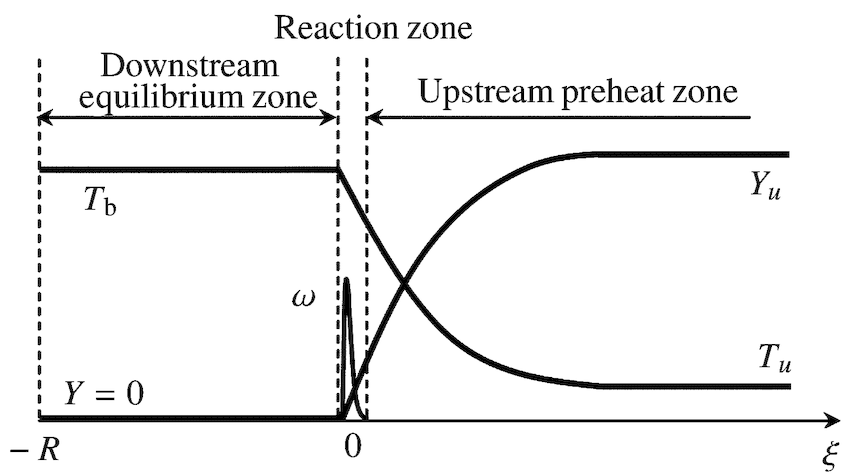 Reaction zone
Downstream
equilibrium zone
Upstream preheat zone
T_b
Y_u
ω
T_u
Y = 0
− R
0
ξ